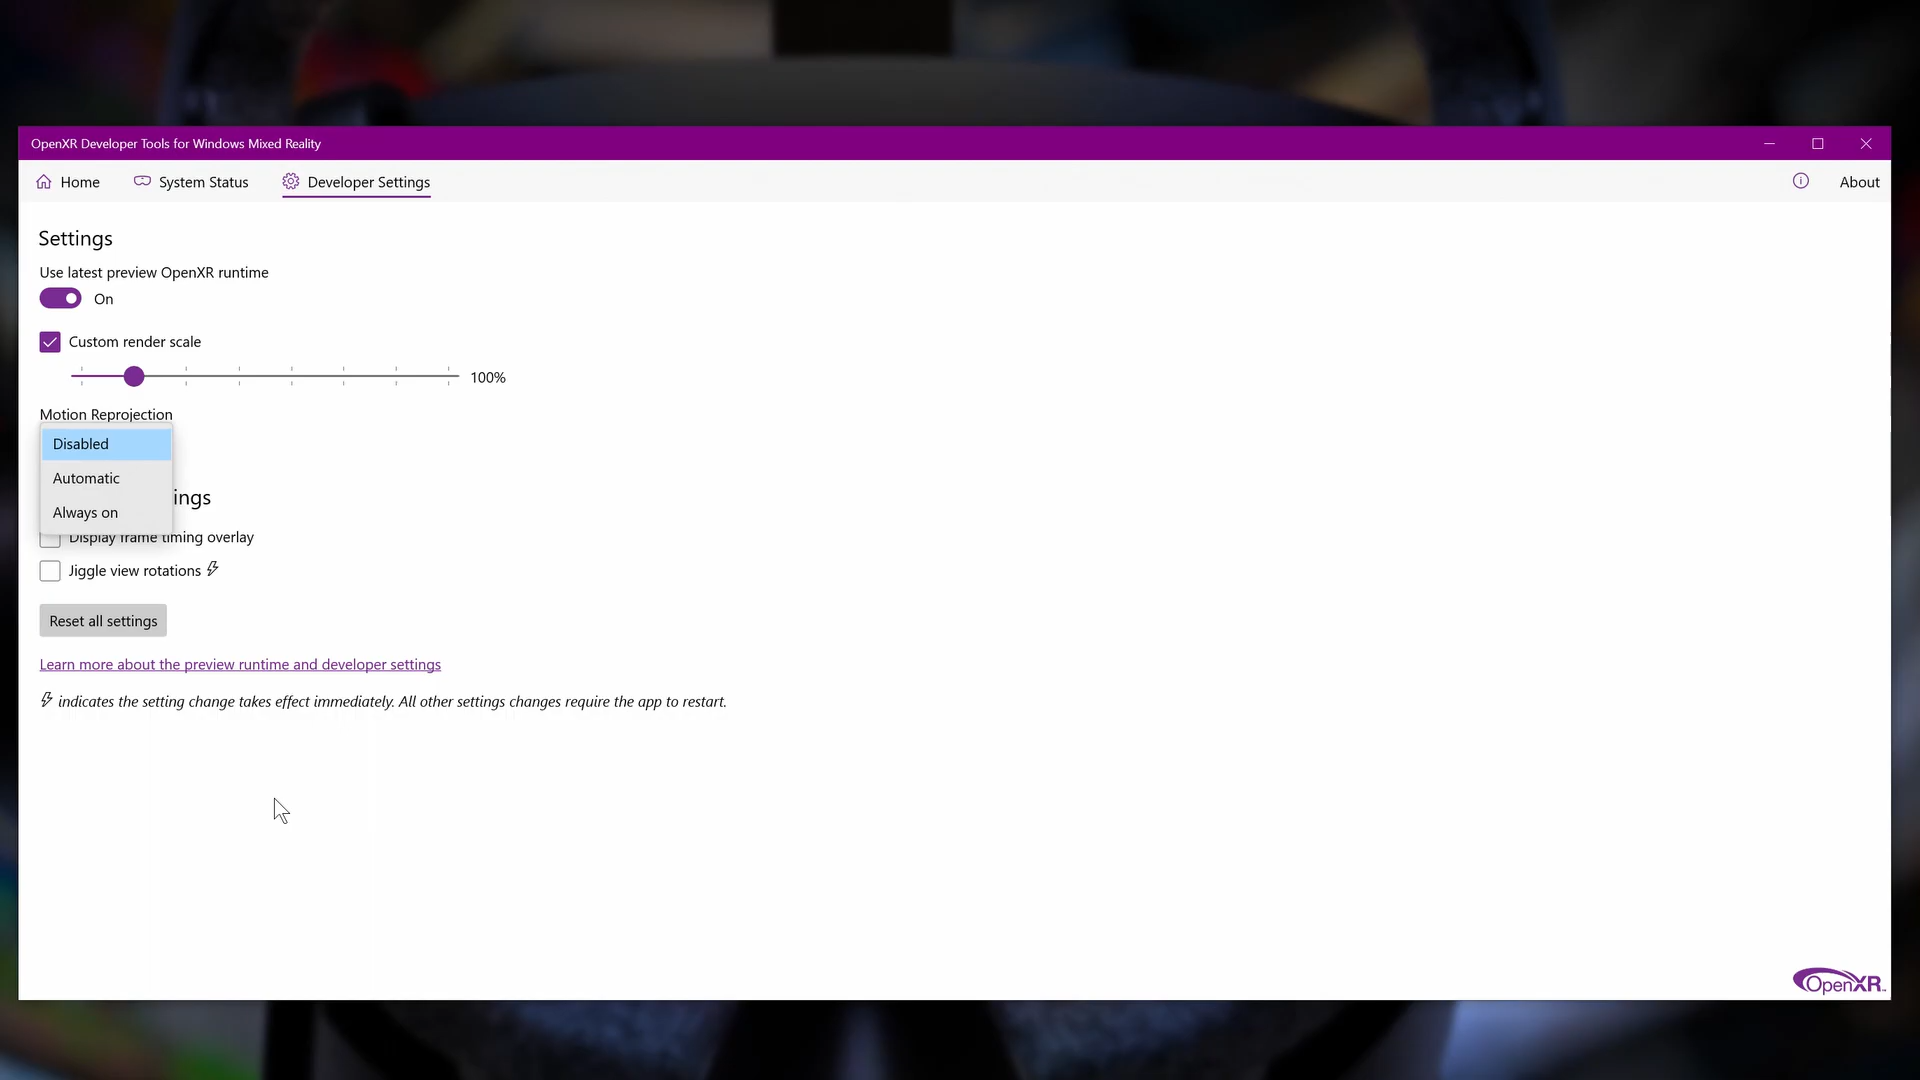 OpenXR Developer Tools for Windows Mixed Reality
Home
System Status
Developer Settings
About
Settings
Use latest preview OpenXR runtime
On
Custom render scale
100%
Motion Reprojection
Disabled
Automatic
ings
Always on
Display frame timing overlay
Jiggle view rotations
Reset all settings
Learn more about the preview runtime and developer settings
indicates the setting change takes effect immediately. All other settings changes require the app to restart.
OpenXR